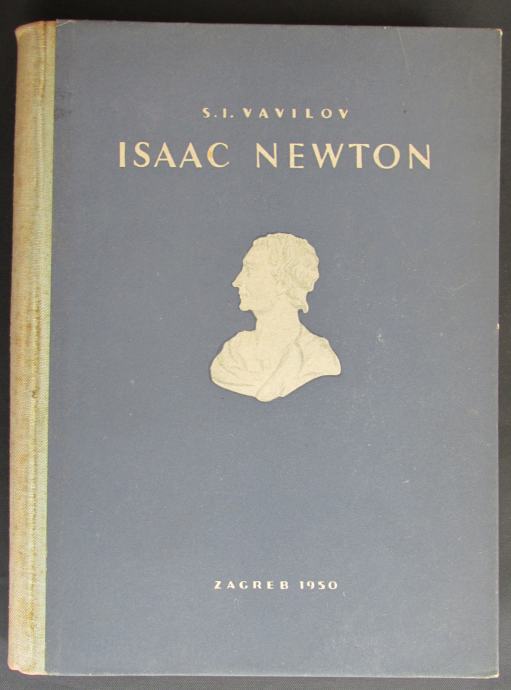 S.I. VAVILOV
ISAAC NEWTON
ZAGREB 1950